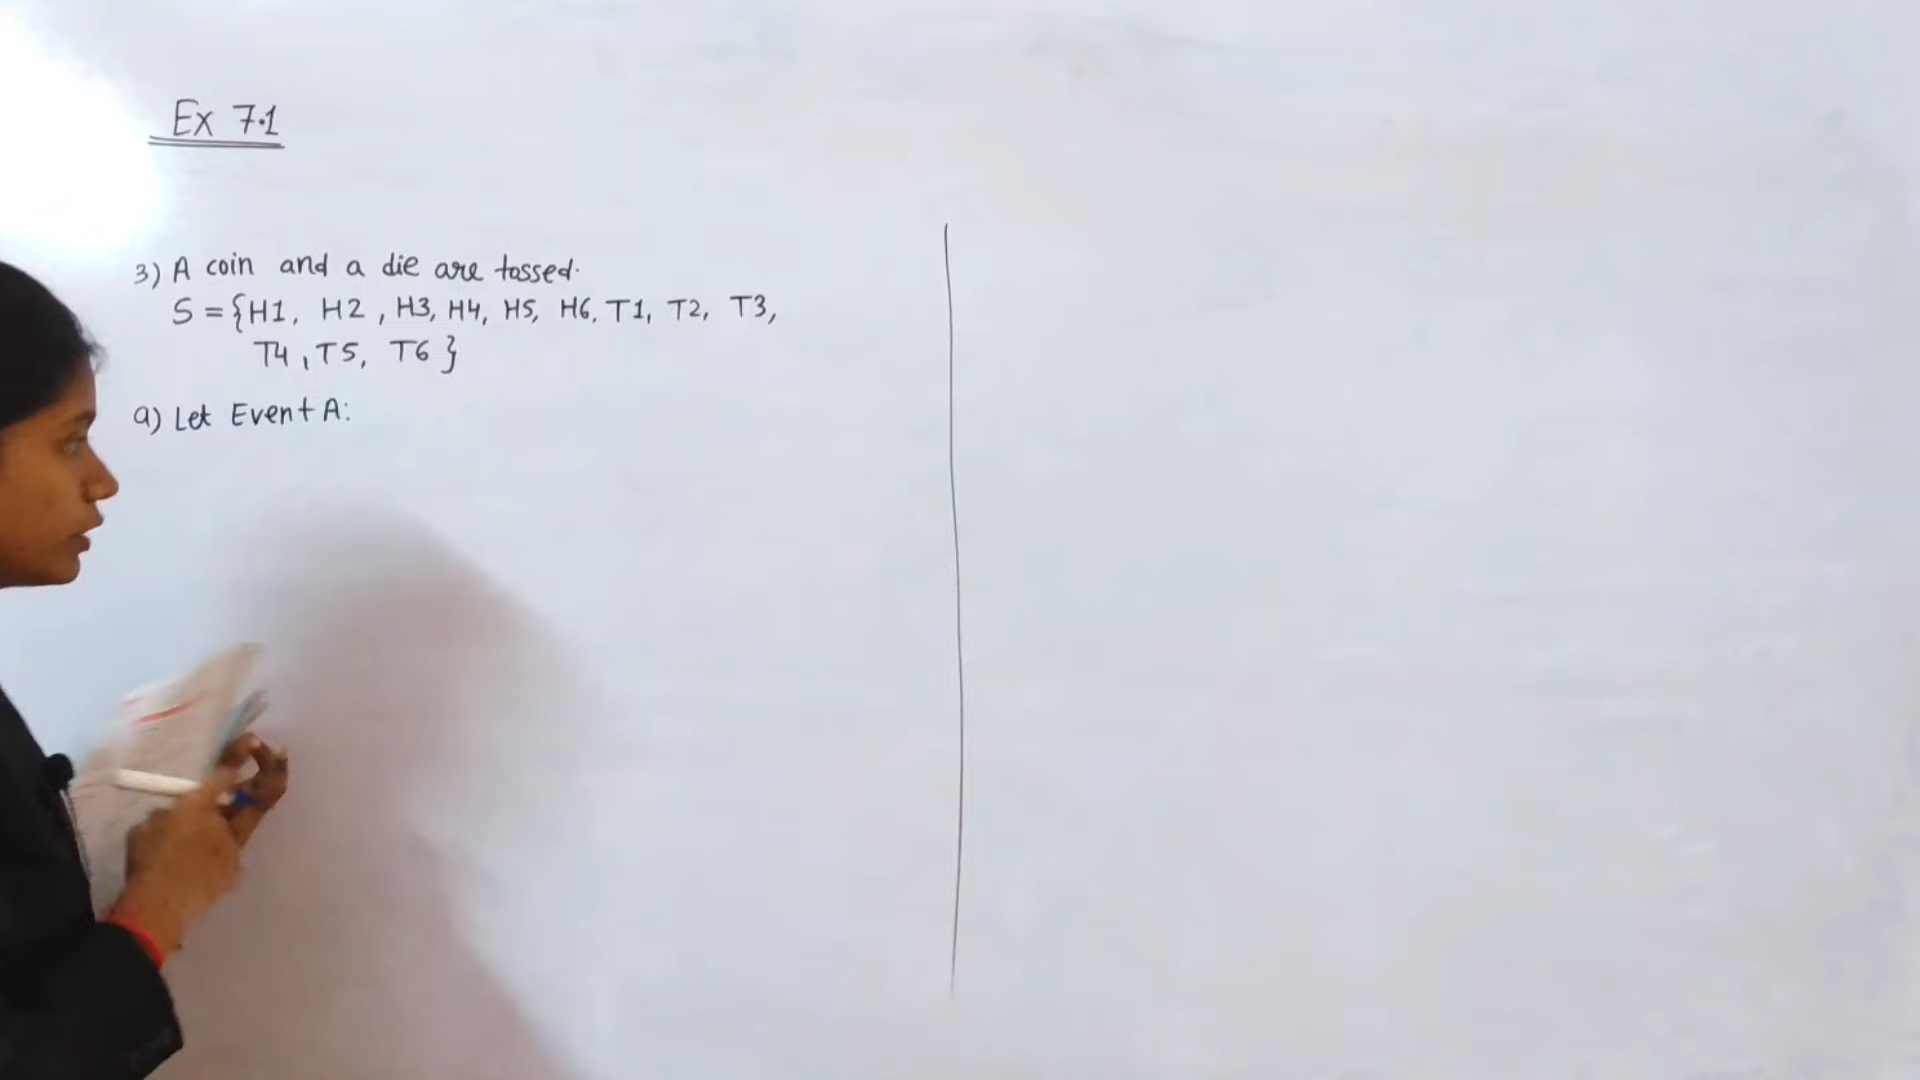 Ex 7.1
3) A coin and a die are tossed.
S = {H1, H2, H3, H4, H5, H6, T1, T2, T3,
T4, T5, T6}
a) Let Event A: